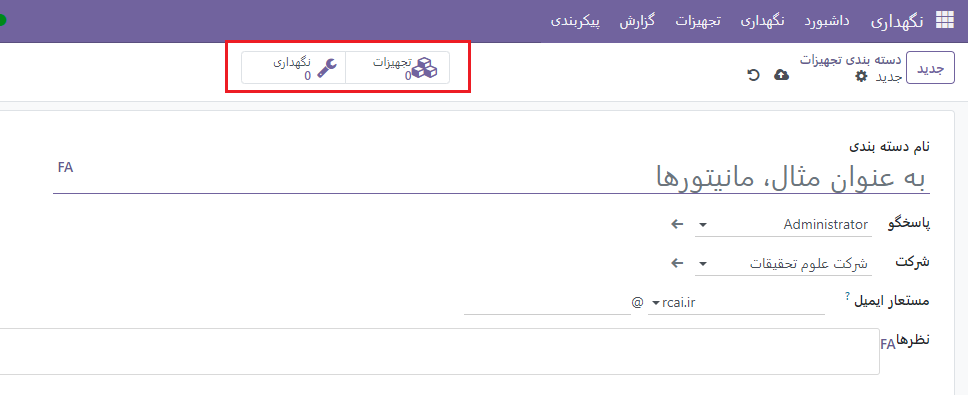 نگهداری داشبورد نگهداری تجهیزات گزارش پیکربندی
جدید
دسته بندی تجهیزات
جدید
تجهیزات
0
نگهداری
0
نام دسته بندی
به عنوان مثال، مانیتورها
FA
پاسخگو Administrator
شرکت شرکت علوم تحقیقات
مستعار ایمیل ? rcai.ir @
نظرها FA